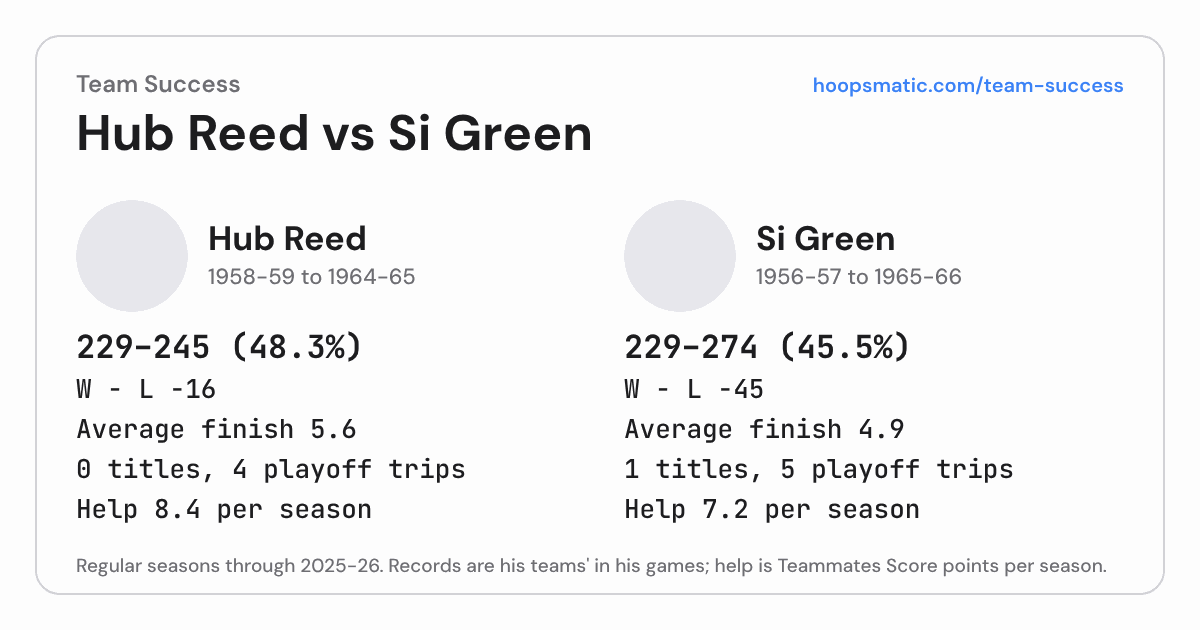 Team Success
hoopsmatic.com/team-success
Hub Reed vs Si Green
Hub Reed
1958-59 to 1964-65
229-245 (48.3%)
W - L -16
Average finish 5.6
0 titles, 4 playoff trips
Help 8.4 per season
Si Green
1956-57 to 1965-66
229-274 (45.5%)
W - L -45
Average finish 4.9
1 titles, 5 playoff trips
Help 7.2 per season
Regular seasons through 2025-26. Records are his teams' in his games; help is Teammates Score points per season.